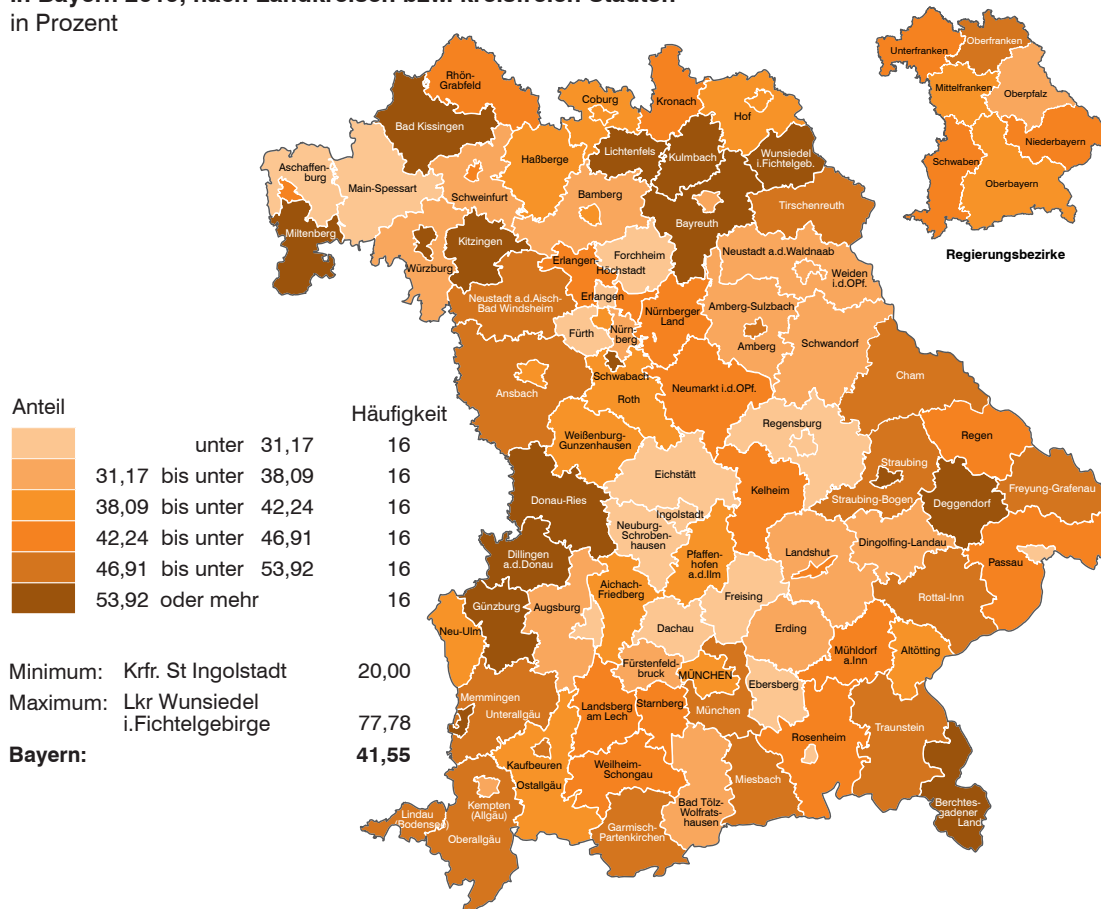 in Prozent
Unterfranken
Oberfranken
Mittelfranken
Oberpfalz
Niederbayern
Schwaben
Oberbayern
Regierungsbezirke
Rhön-
Grabfeld
Coburg
Kronach
Hof
Bad Kissingen
Lichtenfels
Kulmbach
Wunsiedel
i.Fichtelgeb.
Haßberge
Aschaffen-
burg
Main-Spessart
Schweinfurt
Bamberg
Bayreuth
Tirschenreuth
Miltenberg
Würzburg
Kitzingen
Erlangen
Höchstadt
Forchheim
Neustadt a.d.Waldnaab
Weiden
i.d.OPf.
Neustadt a.d.Aisch-
Bad Windsheim
Erlangen
Fürth
Nürn-
berg
Nürnberger
Land
Amberg-Sulzbach
Amberg
Schwandorf
Cham
Ansbach
Schwabach
Roth
Neumarkt i.d.OPf.
Weißenburg-
Gunzenhausen
Regensburg
Regen
Eichstätt
Straubing
Kelheim
Straubing-Bogen
Freyung-Grafenau
Deggendorf
Donau-Ries
Ingolstadt
Neuburg-
Schroben-
hausen
Dillingen
a.d.Donau
Pfaffen-
hofen
a.d.Ilm
Landshut
Dingolfing-Landau
Passau
Günzburg
Augsburg
Aichach-
Friedberg
Freising
Rottal-Inn
Neu-Ulm
Dachau
Erding
Mühldorf
a.Inn
Altötting
Fürstenfeld-
bruck
MÜNCHEN
Ebersberg
Memmingen
Unterallgäu
Landsberg
am Lech
Starnberg
München
Traunstein
Rosenheim
Kaufbeuren
Ostallgäu
Weilheim-
Schongau
Miesbach
Bad Tölz-
Wolfrats-
hausen
Berchtes-
gadener
Land
Kempten
(Allgäu)
Lindau
(Bodensee)
Oberallgäu
Garmisch-
Partenkirchen
Anteil Häufigkeit
unter 31,17 16
31,17 bis unter 38,09 16
38,09 bis unter 42,24 16
42,24 bis unter 46,91 16
46,91 bis unter 53,92 16
53,92 oder mehr 16
Minimum: Krfr. St Ingolstadt 20,00
Maximum: Lkr Wunsiedel
i.Fichtelgebirge 77,78
Bayern: 41,55